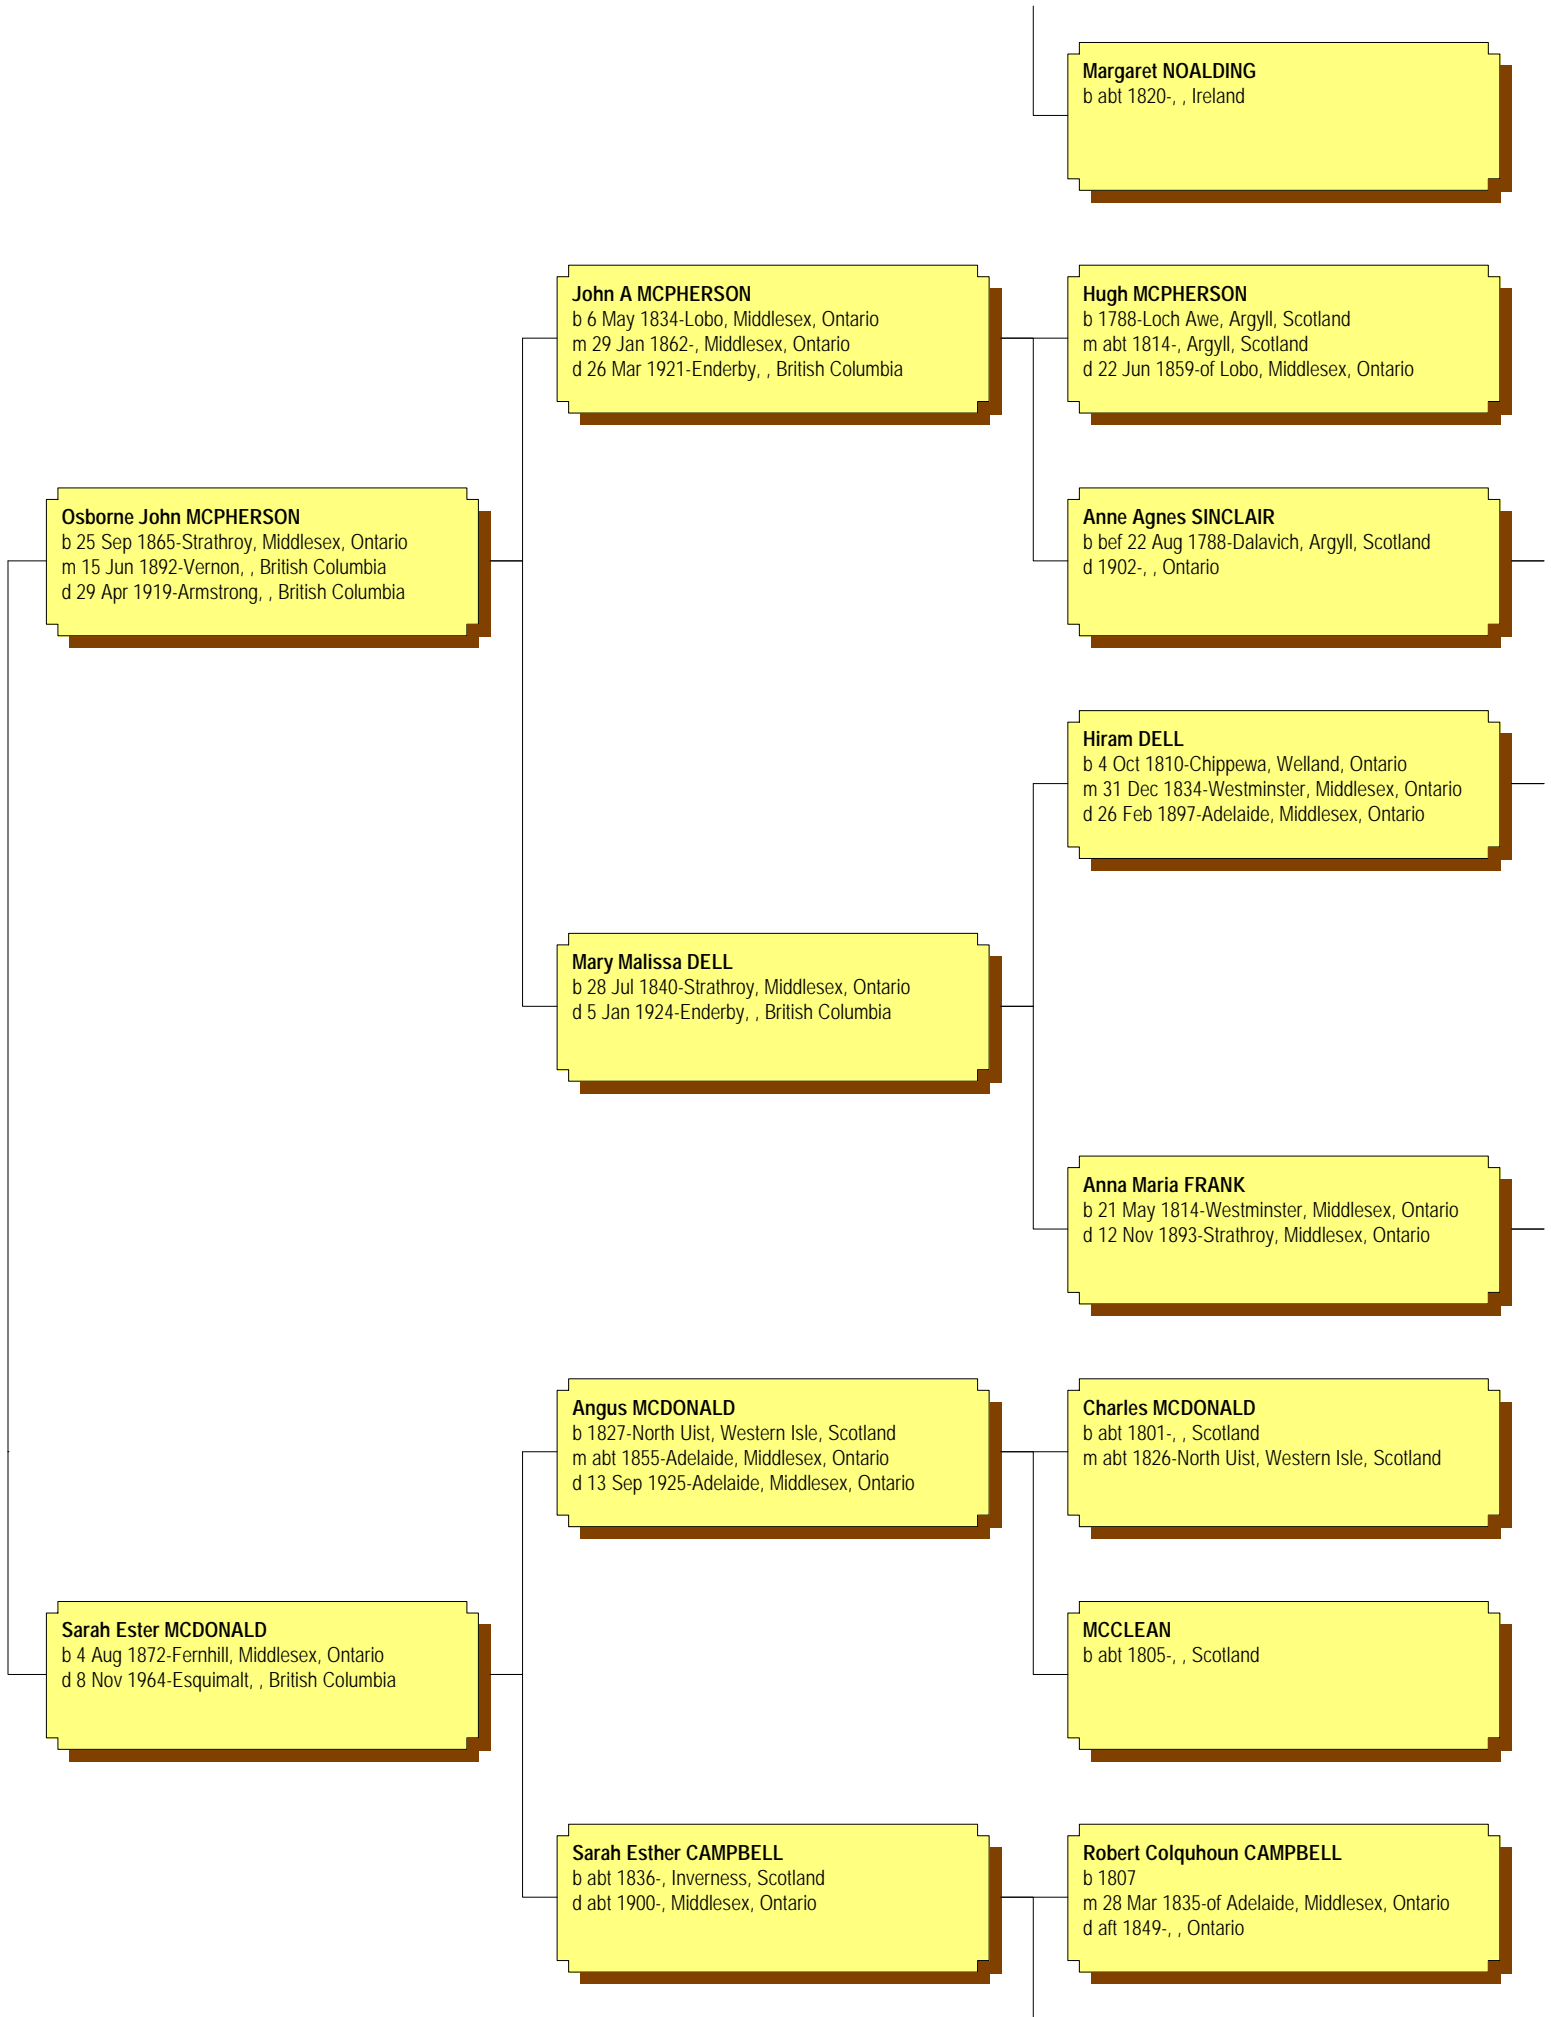 Margaret NOALDING
b abt 1820-, , Ireland
John A MCPHERSON
b 6 May 1834-Lobo, Middlesex, Ontario
m 29 Jan 1862-, Middlesex, Ontario
d 26 Mar 1921-Enderby, , British Columbia
Hugh MCPHERSON
b 1788-Loch Awe, Argyll, Scotland
m abt 1814-, Argyll, Scotland
d 22 Jun 1859-of Lobo, Middlesex, Ontario
Osborne John MCPHERSON
b 25 Sep 1865-Strathroy, Middlesex, Ontario
m 15 Jun 1892-Vernon, , British Columbia
d 29 Apr 1919-Armstrong, , British Columbia
Anne Agnes SINCLAIR
b bef 22 Aug 1788-Dalavich, Argyll, Scotland
d 1902-, , Ontario
Hiram DELL
b 4 Oct 1810-Chippewa, Welland, Ontario
m 31 Dec 1834-Westminster, Middlesex, Ontario
d 26 Feb 1897-Adelaide, Middlesex, Ontario
Mary Malissa DELL
b 28 Jul 1840-Strathroy, Middlesex, Ontario
d 5 Jan 1924-Enderby, , British Columbia
Anna Maria FRANK
b 21 May 1814-Westminster, Middlesex, Ontario
d 12 Nov 1893-Strathroy, Middlesex, Ontario
Angus MCDONALD
b 1827-North Uist, Western Isle, Scotland
m abt 1855-Adelaide, Middlesex, Ontario
d 13 Sep 1925-Adelaide, Middlesex, Ontario
Charles MCDONALD
b abt 1801-, , Scotland
m abt 1826-North Uist, Western Isle, Scotland
Sarah Ester MCDONALD
b 4 Aug 1872-Fernhill, Middlesex, Ontario
d 8 Nov 1964-Esquimalt, , British Columbia
MCCLEAN
b abt 1805-, , Scotland
Sarah Esther CAMPBELL
b abt 1836-, Inverness, Scotland
d abt 1900-, Middlesex, Ontario
Robert Colquhoun CAMPBELL
b 1807
m 28 Mar 1835-of Adelaide, Middlesex, Ontario
d aft 1849-, , Ontario